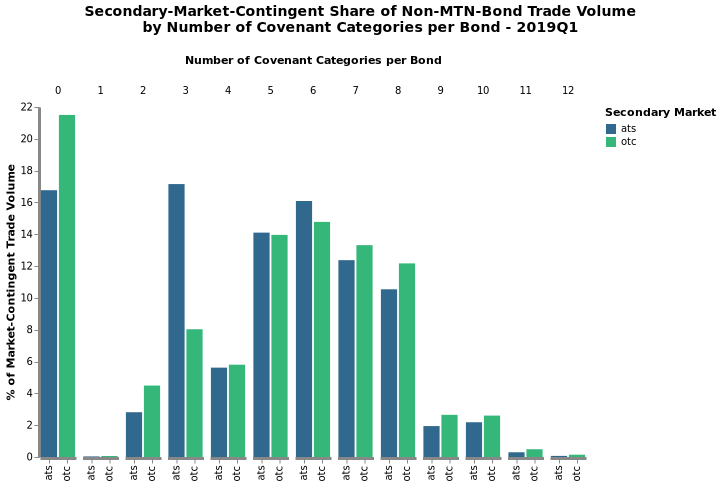 Secondary-Market-Contingent Share of Non-MTN-Bond Trade Volume
by Number of Covenant Categories per Bond - 2019Q1
Number of Covenant Categories per Bond
0 1 2 3 4 5 6 7 8 9 10 11 12
% of Market-Contingent Trade Volume
22
20
18
16
14
12
10
8
6
4
2
0
ats otc ats otc ats otc ats otc ats otc ats otc ats otc ats otc ats otc ats otc ats otc ats otc ats otc
Secondary Market
ats
otc